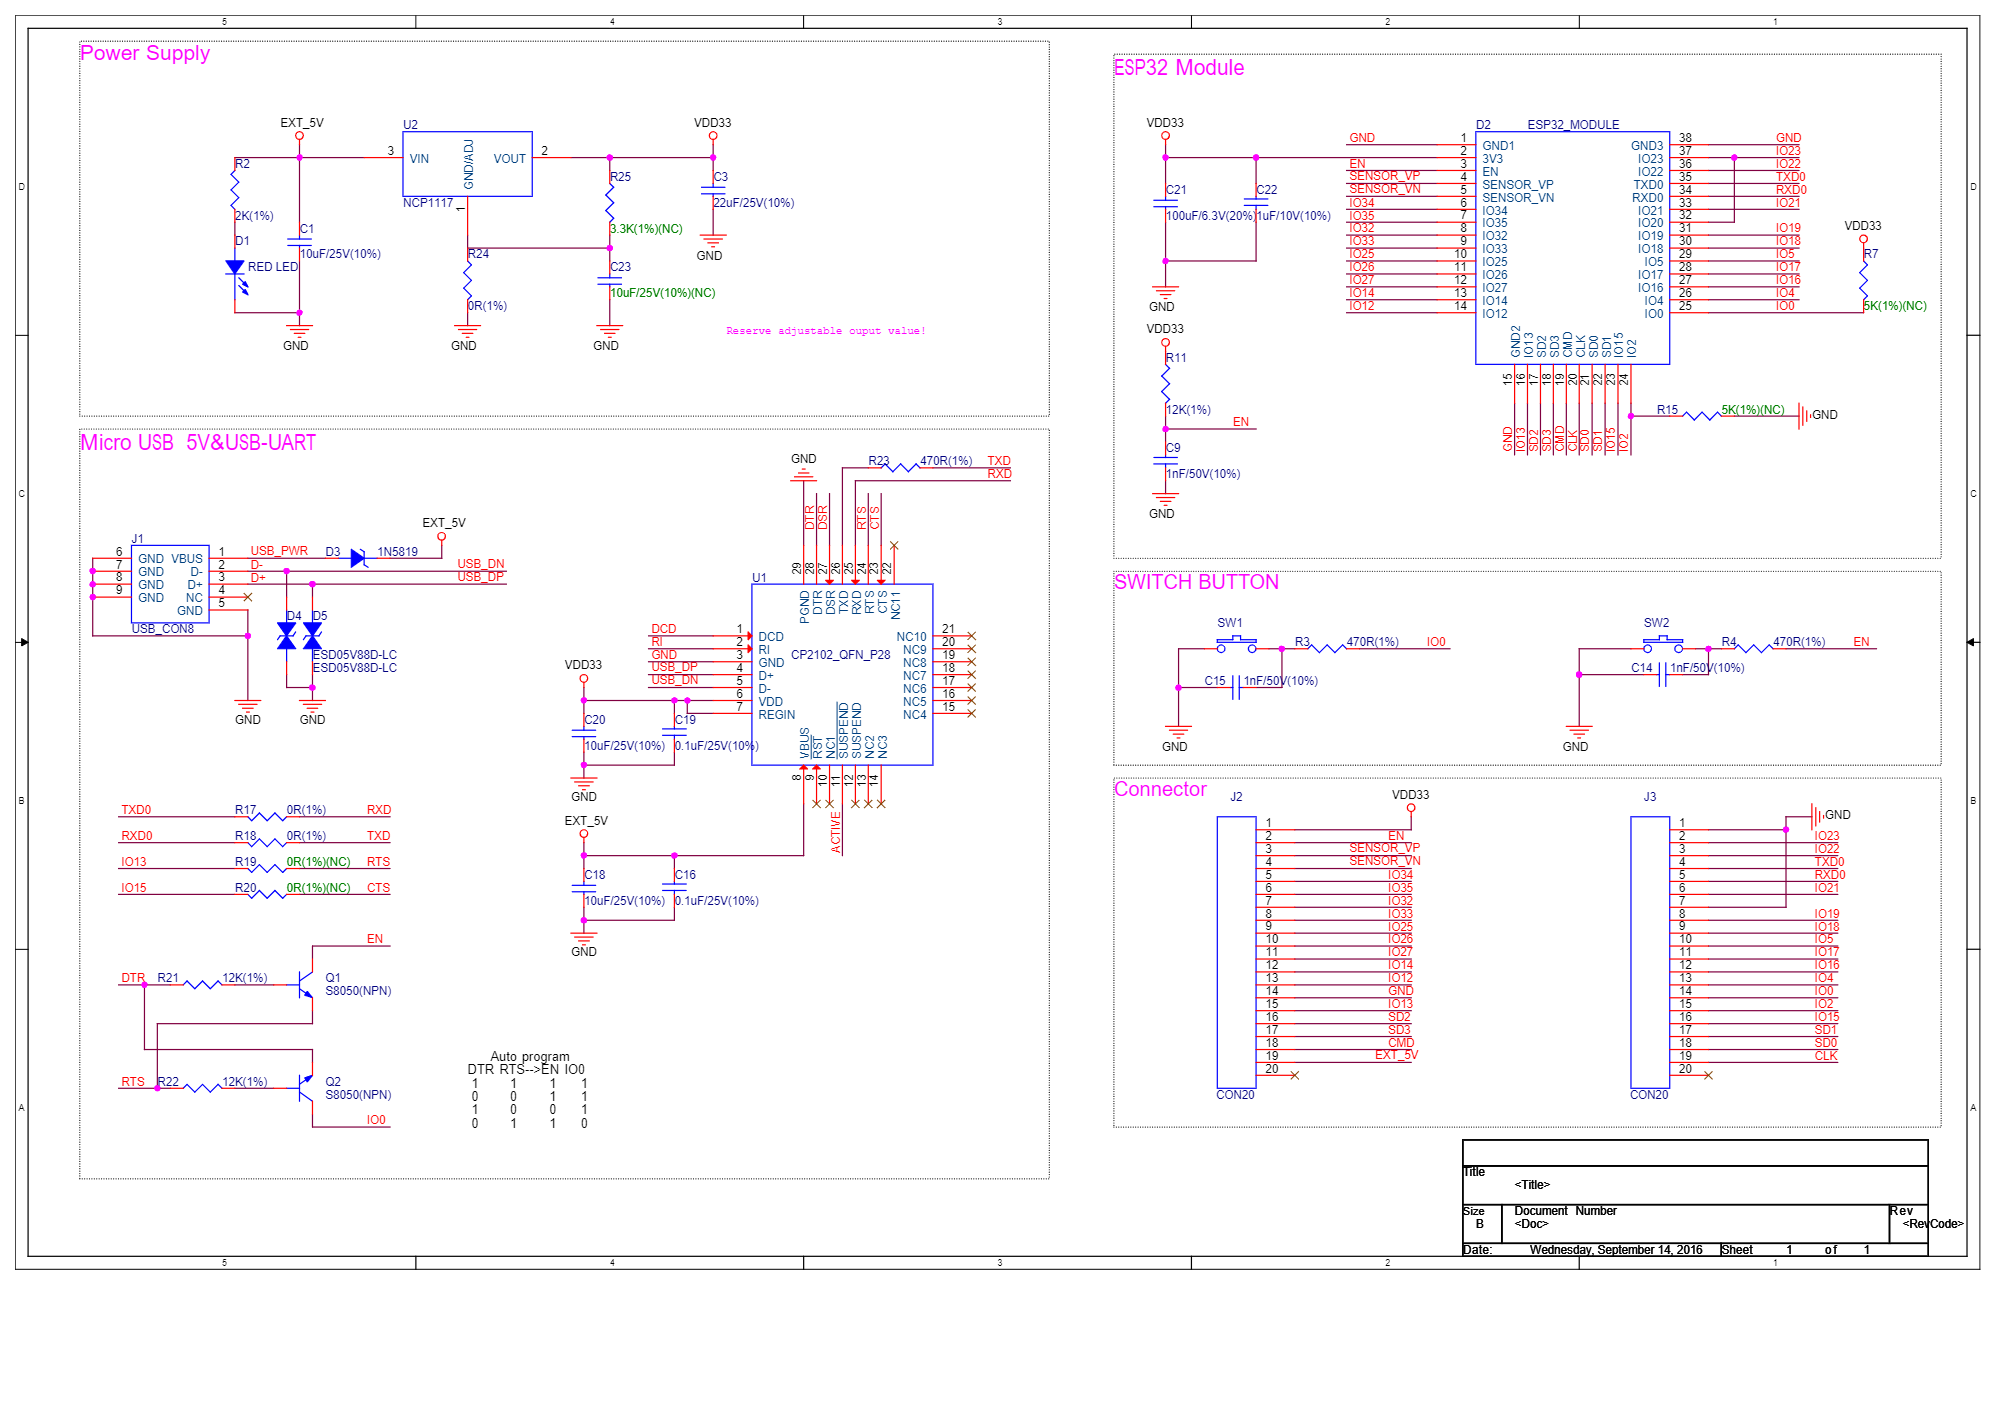 5 4 3 2 1
Power Supply
EXT_5V
U2
VDD33
R2
3 VIN
GND/ADJ
VOUT 2
NCP1117
1
R25
C3
22uF/25V(10%)
2K(1%)
D1
RED LED
C1
10uF/25V(10%)
3.3K(1%)(NC)
GND
R24
0R(1%)
C23
10uF/25V(10%)(NC)
GND
GND
GND
Reserve adjustable ouput value!
D
D
C
C
B
B
A
A
ESP32 Module
VDD33
C21
100uF/6.3V(20%)
C22
1uF/10V(10%)
GND
VDD33
R11
12K(1%)
EN
C9
1nF/50V(10%)
GND
D2 ESP32_MODULE
GND 1 GND1
2 3V3
EN 3 EN
SENSOR_VP 4 SENSOR_VP
SENSOR_VN 5 SENSOR_VN
IO34 6 IO34
IO35 7 IO35
IO32 8 IO32
IO33 9 IO33
IO25 10 IO25
IO26 11 IO26
IO27 12 IO27
IO14 13 IO14
IO12 14 IO12
GND3 38 GND
IO23 37 IO23
IO22 36 IO22
TXD0 35 TXD0
RXD0 34 RXD0
IO21 33 IO21
IO20 32
IO19 31 IO19
IO18 30 IO18
IO5 29 IO5
IO17 28 IO17
IO16 27 IO16
IO4 26 IO4
IO0 25 IO0
GND2 15 GND
IO13 16 IO13
SD2 17 SD2
SD3 18 SD3
CMD 19 CMD
CLK 20 CLK
SD0 21 SD0
SD1 22 SD1
IO15 23 IO15
IO2 24 IO2
VDD33
R7
5K(1%)(NC)
R15 5K(1%)(NC)
GND
Micro USB 5V&USB-UART
J1
6 GND
7 GND
8 GND
9 GND
VBUS 1 USB_PWR
D- 2 D-
D+ 3 D+
NC 4
GND 5
USB_CON8
D3 1N5819
EXT_5V
USB_DN
USB_DP
D4 D5
ESD05V88D-LC
ESD05V88D-LC
GND
GND
GND
R23 470R(1%) TXD
RXD
DTR
DSR
RTS
CTS
U1
29 PGND
28 DTR
27 DSR
26 TXD
25 RXD
24 RTS
23 CTS
22 NC11
DCD 1 DCD
RI 2 RI
GND 3 GND
USB_DP 4 D+
USB_DN 5 D-
6 VDD
7 REGIN
CP2102_QFN_P28
NC10 21
NC9 20
NC8 19
NC7 18
NC6 17
NC5 16
NC4 15
VBUS 8
RST 9
NC1 10
SUSPEND 11
SUSPEND 12
NC2 13
NC3 14
ACTIVE
VDD33
C20
10uF/25V(10%)
C19
0.1uF/25V(10%)
GND
EXT_5V
C18
10uF/25V(10%)
C16
0.1uF/25V(10%)
GND
TXD0 R17 0R(1%) RXD
RXD0 R18 0R(1%) TXD
IO13 R19 0R(1%)(NC) RTS
IO15 R20 0R(1%)(NC) CTS
EN
DTR R21 12K(1%) Q1
S8050(NPN)
RTS R22 12K(1%) Q2
S8050(NPN)
IO0
Auto program
DTR RTS-->EN IO0
1 1 1 1
0 0 1 1
1 0 0 1
0 1 1 0
SWITCH BUTTON
SW1
R3 470R(1%) IO0
C15 1nF/50V(10%)
GND
SW2
R4 470R(1%) EN
C14 1nF/50V(10%)
GND
Connector
J2
VDD33
1
2 EN
3 SENSOR_VP
4 SENSOR_VN
5 IO34
6 IO35
7 IO32
8 IO33
9 IO25
10 IO26
11 IO27
12 IO14
13 IO12
14 GND
15 IO13
16 SD2
17 SD3
18 CMD
19 EXT_5V
20
CON20
J3
GND
1
2 IO23
3 IO22
4 TXD0
5 RXD0
6 IO21
7
8 IO19
9 IO18
10 IO5
11 IO17
12 IO16
13 IO4
14 IO0
15 IO2
16 IO15
17 SD1
18 SD0
19 CLK
20
CON20
Title
<Title>
Size Document Number Rev
B <Doc> <RevCode>
Date: Wednesday, September 14, 2016 Sheet 1 of 1
5 4 3 2 1